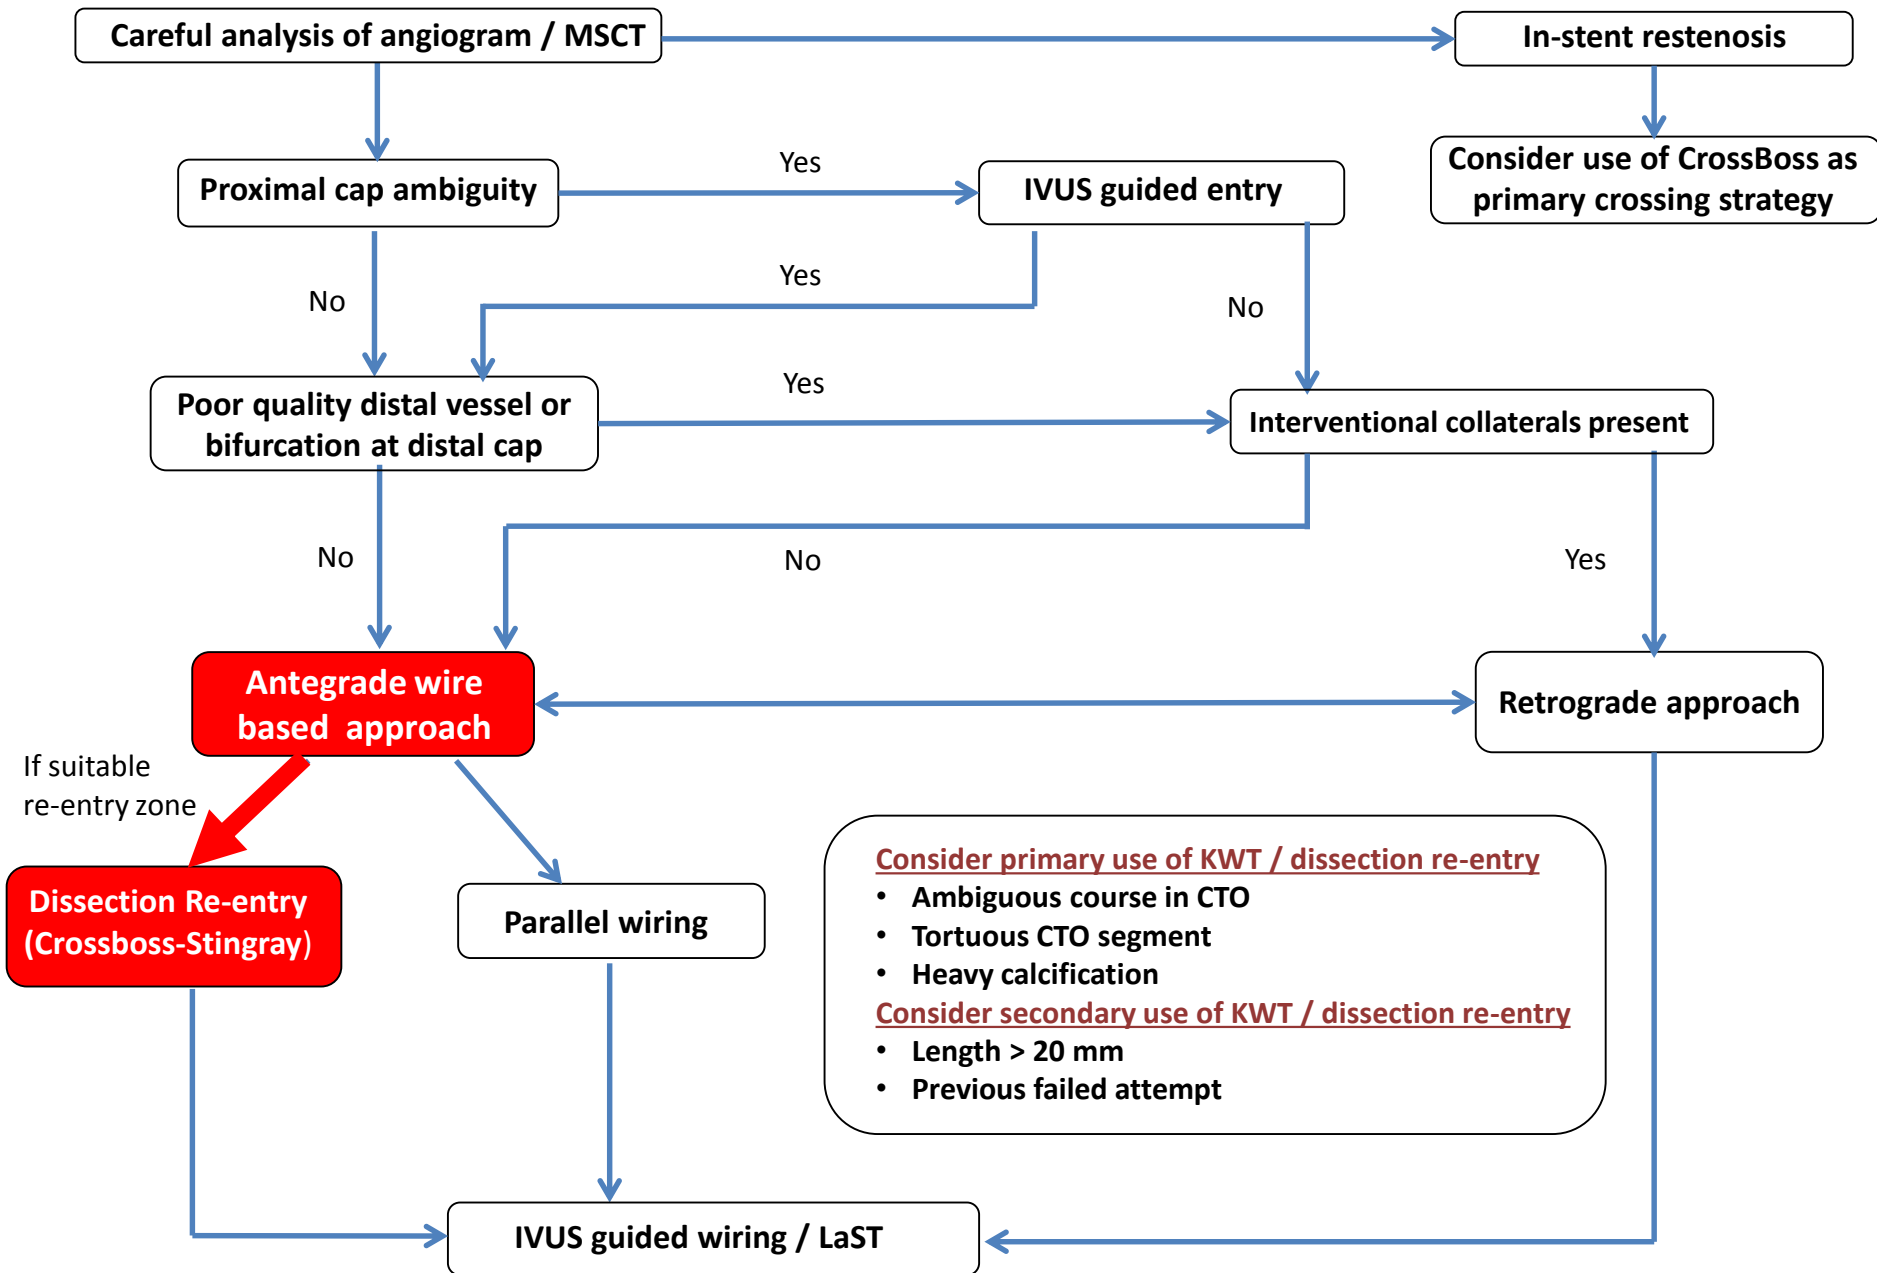 Careful analysis of angiogram / MSCT
In-stent restenosis
Proximal cap ambiguity
Yes
IVUS guided entry
Consider use of CrossBoss as
primary crossing strategy
Yes
No
No
Poor quality distal vessel or
bifurcation at distal cap
Yes
Interventional collaterals present
No
No
Yes
Antegrade wire
based approach
Retrograde approach
If suitable
re-entry zone
Dissection Re-entry
(Crossboss-Stingray)
Parallel wiring
Consider primary use of KWT / dissection re-entry
• Ambiguous course in CTO
• Tortuous CTO segment
• Heavy calcification
Consider secondary use of KWT / dissection re-entry
• Length > 20 mm
• Previous failed attempt
IVUS guided wiring / LaST